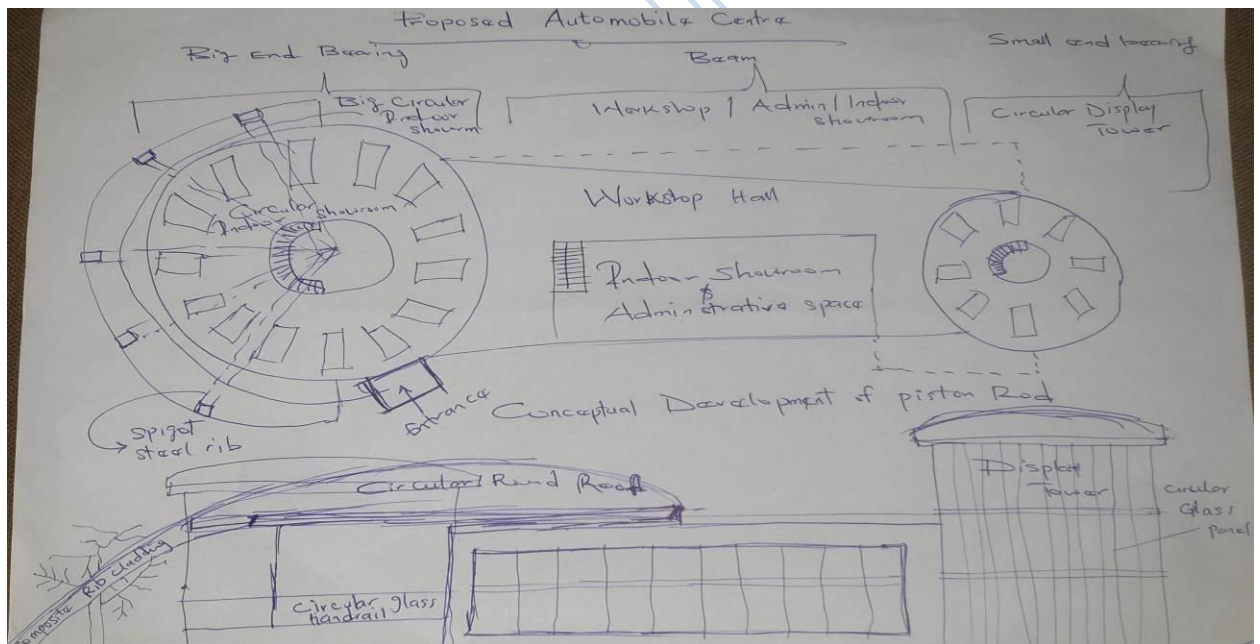 Proposed Automobile Centre
Big End Bearing
Beam
Small end bearing
Big Circular
Indoor
showrm
Workshop / Admin / Indoor
showroom
Circular Display
Tower
Circular
Indoor showroom
Workshop Hall
Indoor showroom
&
Administrative space
Entrance
spigot
steel rib
Conceptual Development of piston Rod
Circular Roof
Display
Tower
circular
Glass
panel
Composite Rib cladding
Circular glass
handrail